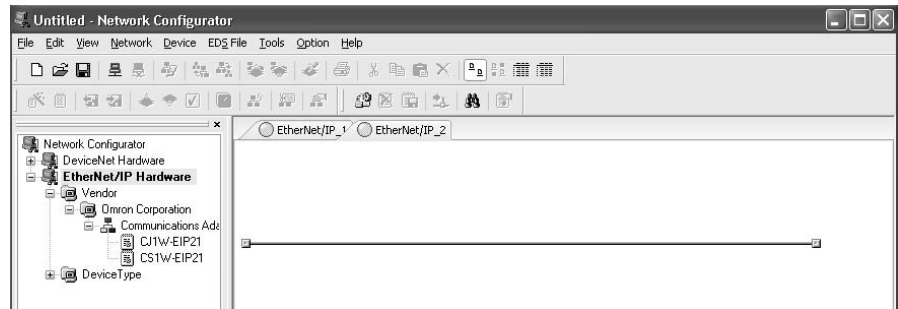 Untitled - Network Configurator
File Edit View Network Device EDS File Tools Option Help
EtherNet/IP_1 EtherNet/IP_2
Network Configurator
DeviceNet Hardware
EtherNet/IP Hardware
Vendor
Omron Corporation
Communications Ada
CJ1W-EIP21
CS1W-EIP21
DeviceType